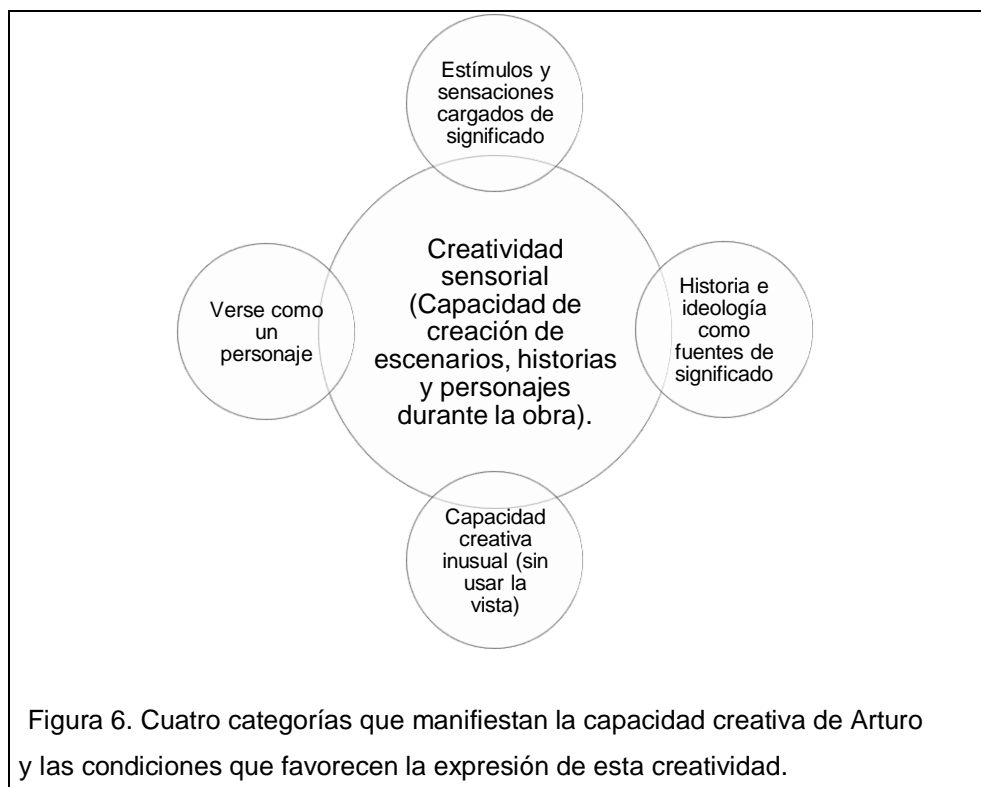 Estímulos y
sensaciones
cargados de
significado
Creatividad
sensorial
(Capacidad de
creación de
escenarios, historias
y personajes
durante la obra).
Verse como
un
personaje
Historia e
ideología
como
fuentes de
significado
Capacidad
creativa
inusual (sin
usar la
vista)
Figura 6. Cuatro categorías que manifiestan la capacidad creativa de Arturo
y las condiciones que favorecen la expresión de esta creatividad.